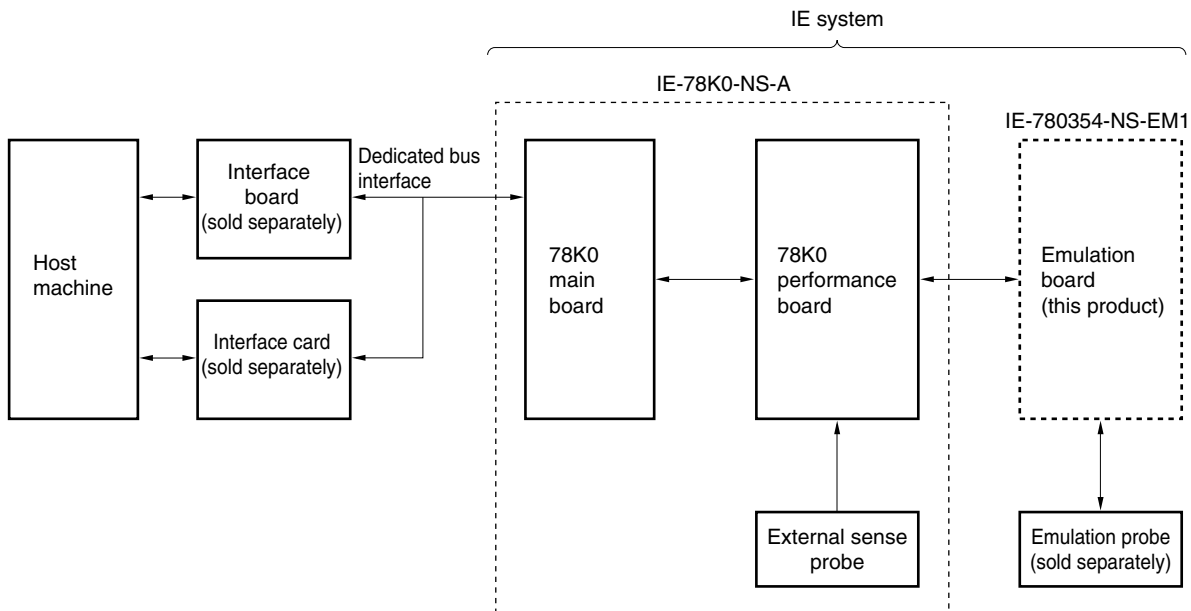 IE system
IE-78K0-NS-A
IE-780354-NS-EM1
Host
machine
Interface
board
(sold separately)
Interface card
(sold separately)
Dedicated bus
interface
78K0
main
board
78K0
performance
board
Emulation
board
(this product)
External sense
probe
Emulation probe
(sold separately)